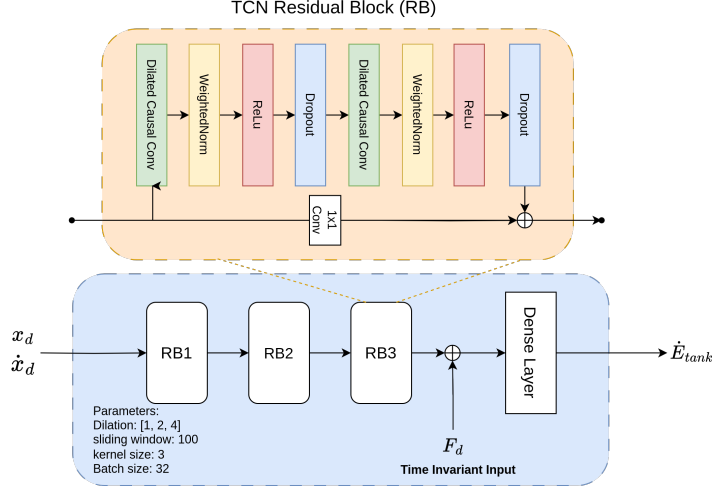 TCN Residual Block (RB)
Dilated Causal Conv
WeightedNorm
ReLu
Dropout
Dilated Causal Conv
WeightedNorm
ReLu
Dropout
1x1
Conv
x_d
ẋ_d
RB1
RB2
RB3
Dense Layer
Ė_{tank}
Parameters:
Dilation: [1, 2, 4]
sliding window: 100
kernel size: 3
Batch size: 32
F_d
Time Invariant Input